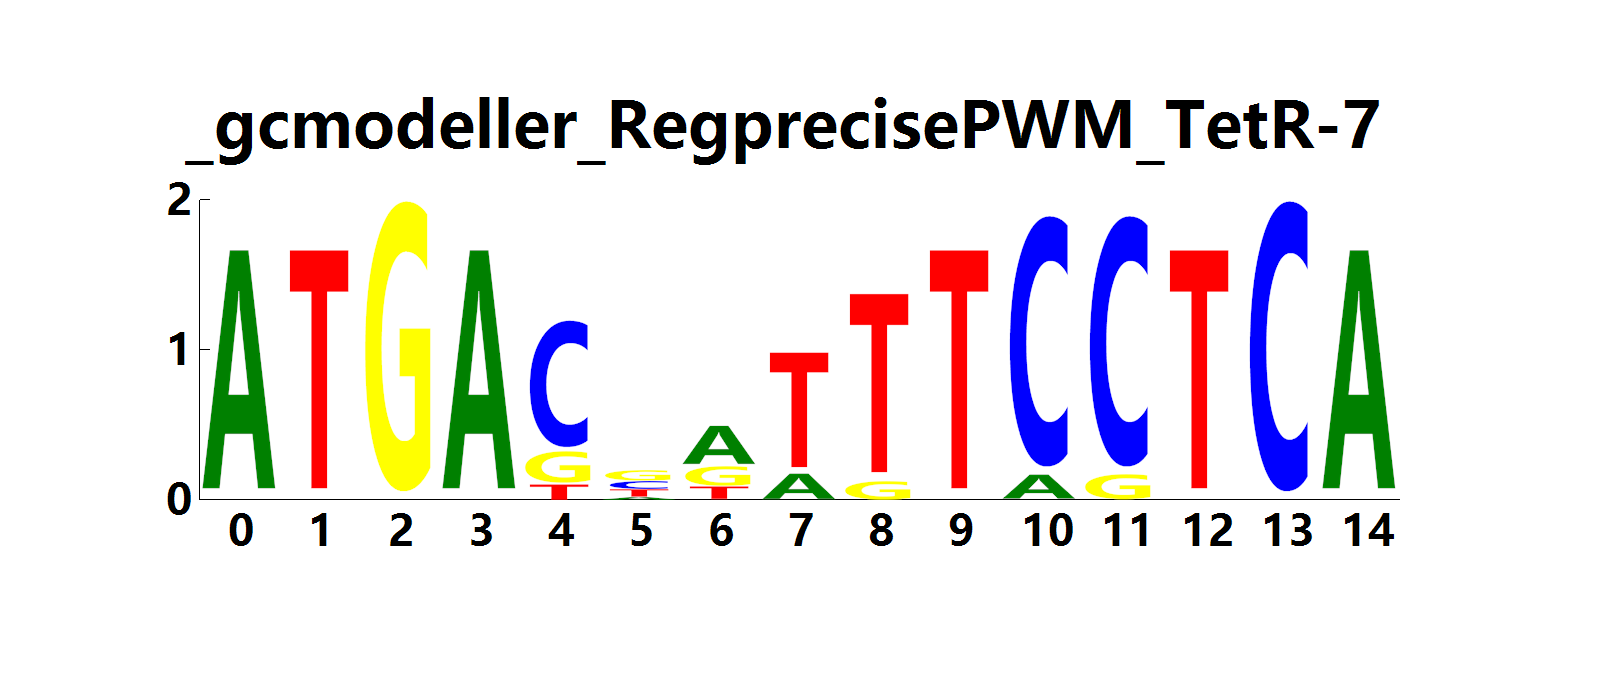 _gcmodeller_RegprecisePWM_TetR-7
2
1
0
A T G A C G T G C T A A G T T A T G T C A C G T C A
0 1 2 3 4 5 6 7 8 9 10 11 12 13 14